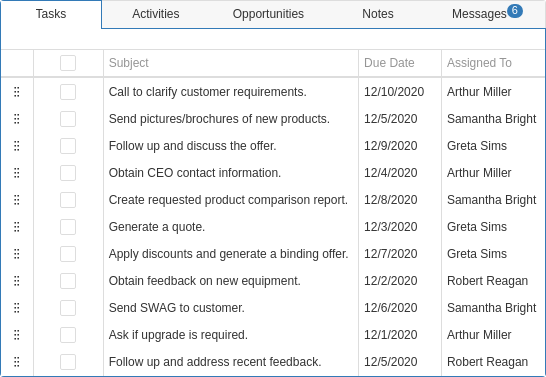 Tasks Activities Opportunities Notes Messages 6
Subject Due Date Assigned To
Call to clarify customer requirements. 12/10/2020 Arthur Miller
Send pictures/brochures of new products. 12/5/2020 Samantha Bright
Follow up and discuss the offer. 12/9/2020 Greta Sims
Obtain CEO contact information. 12/4/2020 Arthur Miller
Create requested product comparison report. 12/8/2020 Samantha Bright
Generate a quote. 12/3/2020 Greta Sims
Apply discounts and generate a binding offer. 12/7/2020 Greta Sims
Obtain feedback on new equipment. 12/2/2020 Robert Reagan
Send SWAG to customer. 12/6/2020 Samantha Bright
Ask if upgrade is required. 12/1/2020 Arthur Miller
Follow up and address recent feedback. 12/5/2020 Robert Reagan